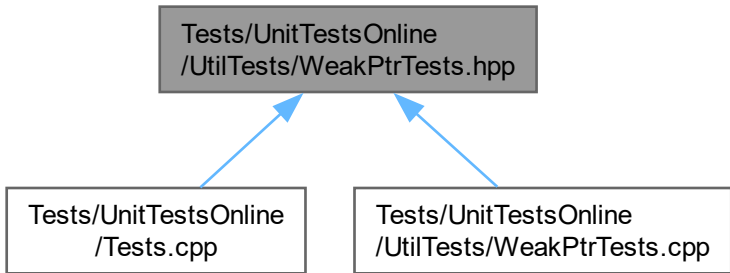 Tests/UnitTestsOnline
/UtilTests/WeakPtrTests.hpp
Tests/UnitTestsOnline
/Tests.cpp
Tests/UnitTestsOnline
/UtilTests/WeakPtrTests.cpp